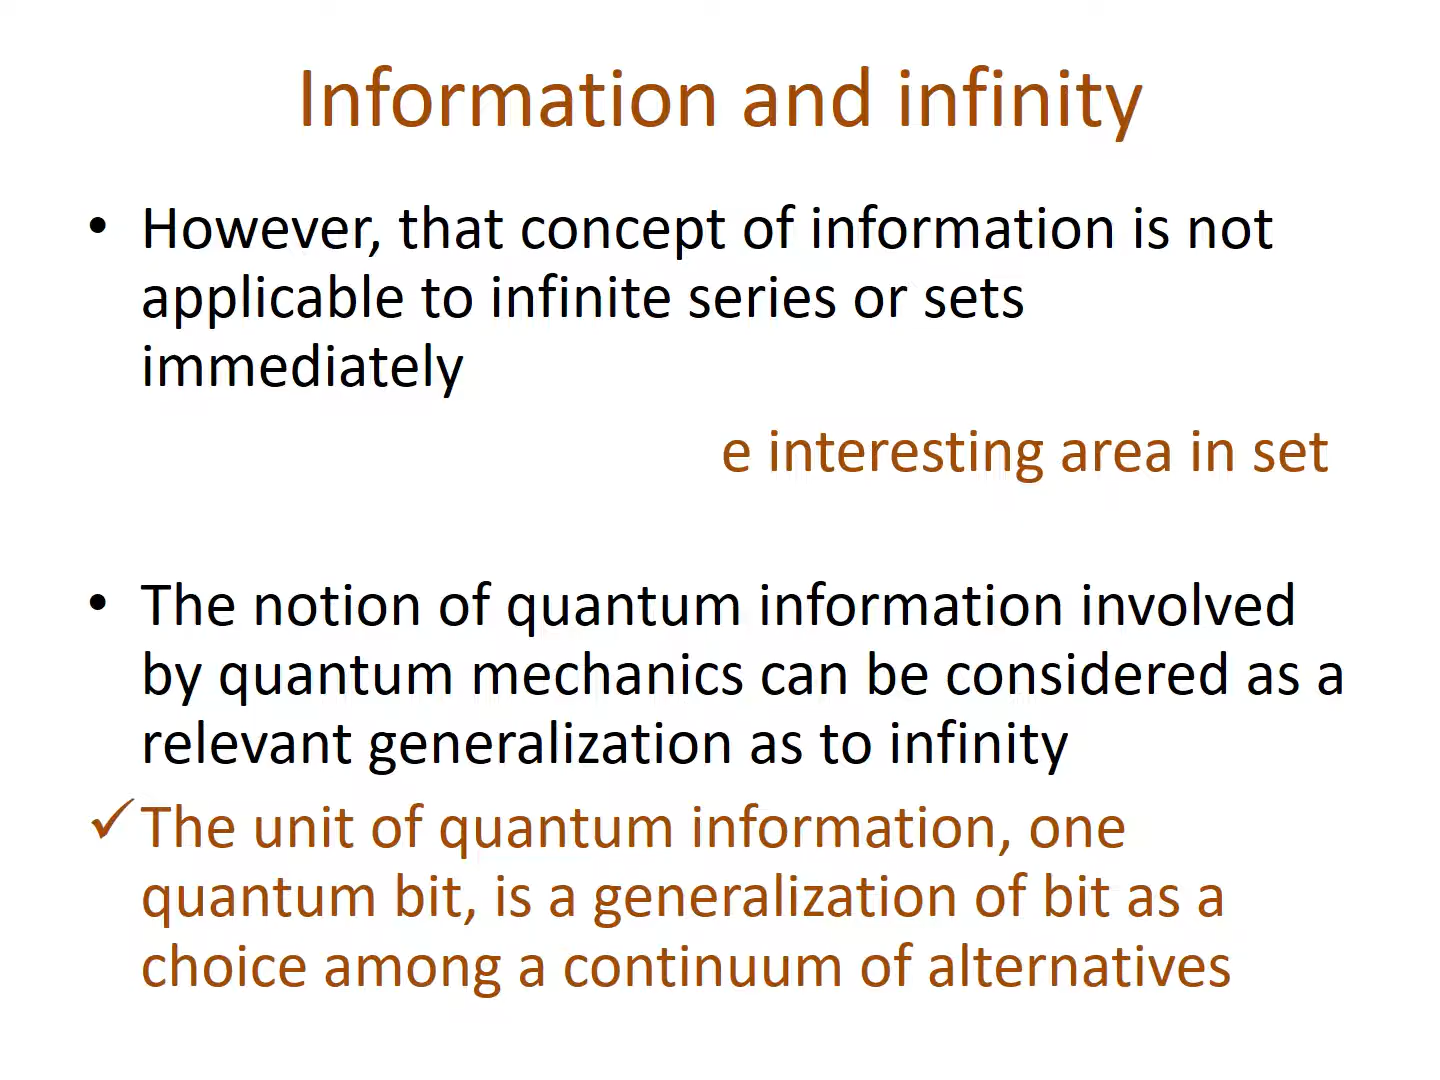 Information and infinity
• However, that concept of information is not
applicable to infinite series or sets
immediately
e interesting area in set
• The notion of quantum information involved
by quantum mechanics can be considered as a
relevant generalization as to infinity
✓ The unit of quantum information, one
quantum bit, is a generalization of bit as a
choice among a continuum of alternatives